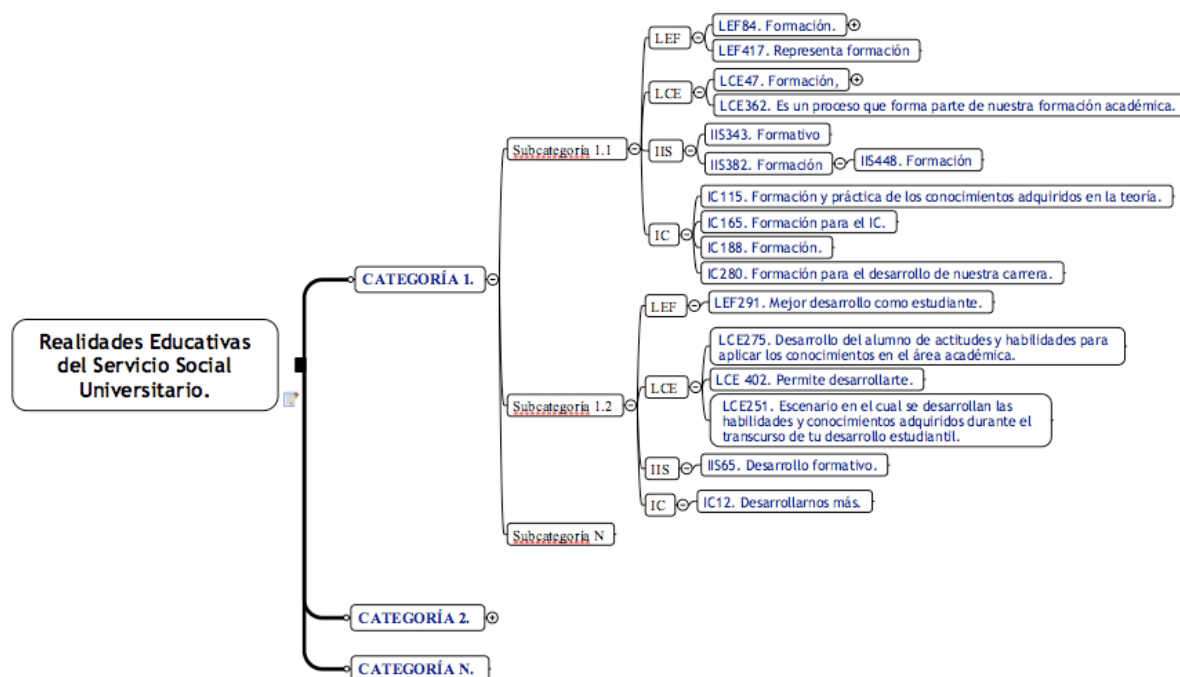 Realidades Educativas
del Servicio Social
Universitario.
CATEGORÍA 1.
Subcategoría 1.1
LEF
LEF84. Formación.
LEF417. Representa formación
LCE
LCE47. Formación,
LCE362. Es un proceso que forma parte de nuestra formación académica.
IIS
IIS343. Formativo
IIS382. Formación
IIS448. Formación
IC
IC115. Formación y práctica de los conocimientos adquiridos en la teoría.
IC165. Formación para el IC.
IC188. Formación.
IC280. Formación para el desarrollo de nuestra carrera.
Subcategoría 1.2
LEF
LEF291. Mejor desarrollo como estudiante.
LCE
LCE275. Desarrollo del alumno de actitudes y habilidades para
aplicar los conocimientos en el área académica.
LCE 402. Permite desarrollarte.
LCE251. Escenario en el cual se desarrollan las
habilidades y conocimientos adquiridos durante el
transcurso de tu desarrollo estudiantil.
IIS
IIS65. Desarrollo formativo.
IC
IC12. Desarrollarnos más.
Subcategoría N
CATEGORÍA 2.
CATEGORÍA N.